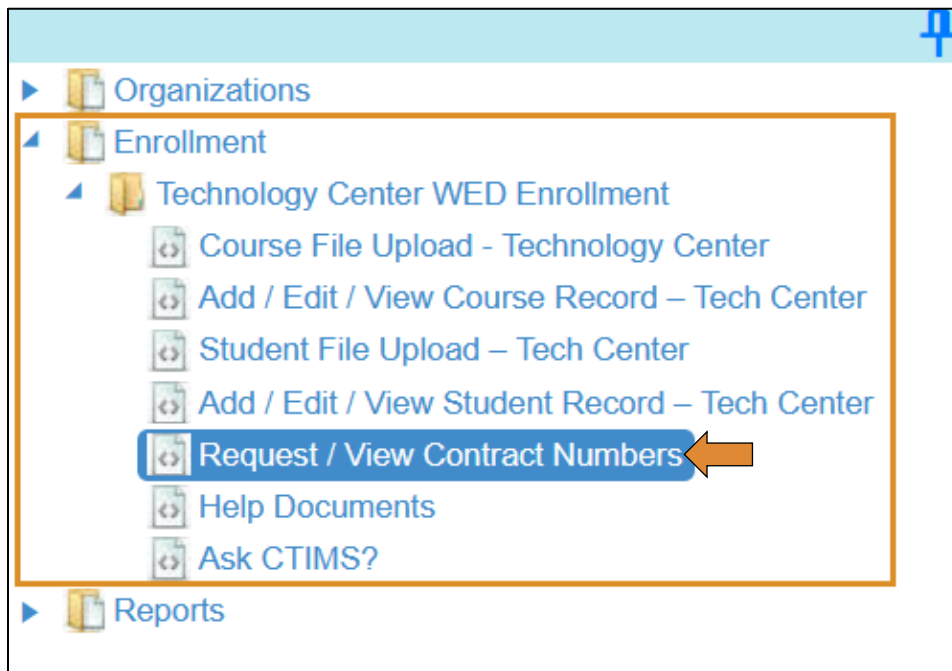 Organizations
Enrollment
Technology Center WED Enrollment
Course File Upload - Technology Center
Add / Edit / View Course Record – Tech Center
Student File Upload – Tech Center
Add / Edit / View Student Record – Tech Center
Request / View Contract Numbers
Help Documents
Ask CTIMS?
Reports